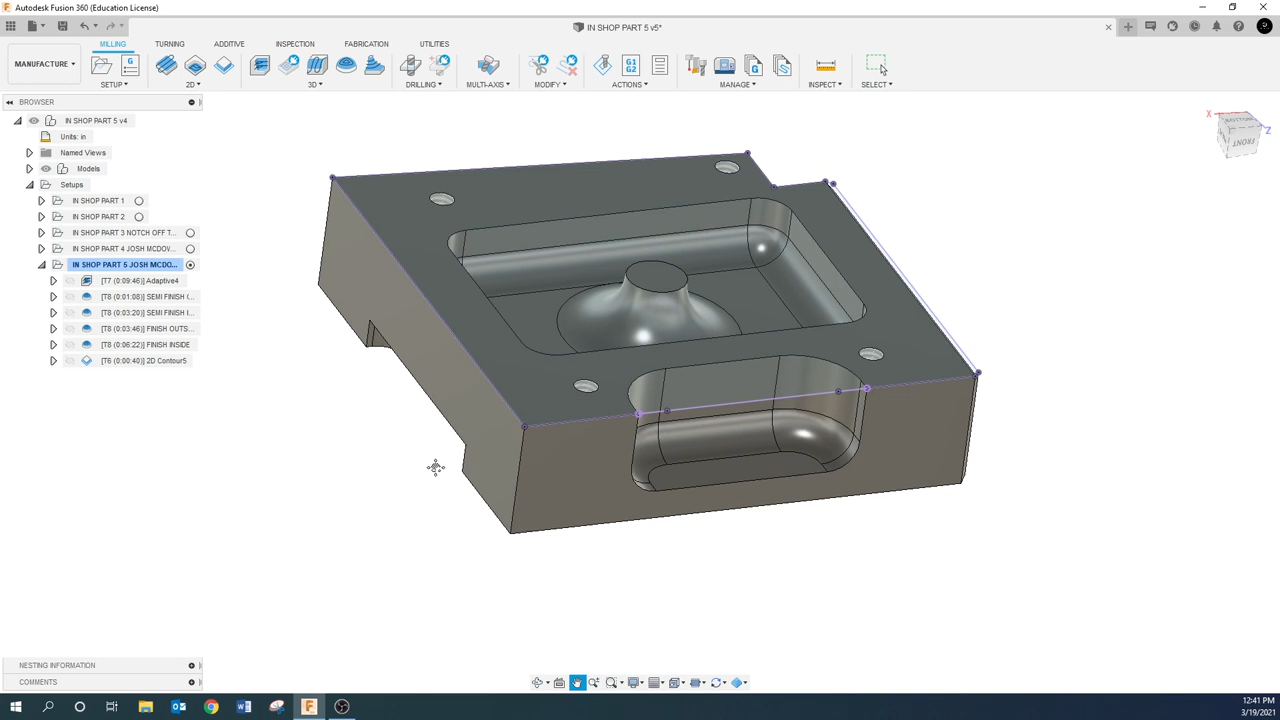 Autodesk Fusion 360 (Education License)
IN SHOP PART 5 v5*
MILLING TURNING ADDITIVE INSPECTION FABRICATION UTILITIES
MANUFACTURE
G1
G2
SETUP 2D 3D DRILLING MULTI-AXIS MODIFY ACTIONS MANAGE INSPECT SELECT
BROWSER
IN SHOP PART 5 v4
Units: in
Named Views
Models
Setups
IN SHOP PART 1
IN SHOP PART 2
IN SHOP PART 3 NOTCH OFF T...
IN SHOP PART 4 JOSH MCDOV...
IN SHOP PART 5 JOSH MCDO...
[T7 (0:09:46)] Adaptive4
[T8 (0:01:08)] SEMI FINISH (...
[T8 (0:03:20)] SEMI FINISH I...
[T8 (0:03:46)] FINISH OUTS...
[T8 (0:06:22)] FINISH INSIDE
[T6 (0:00:40)] 2D Contour5
X
Z
FRONT
NESTING INFORMATION
COMMENTS
12:41 PM
3/19/2021